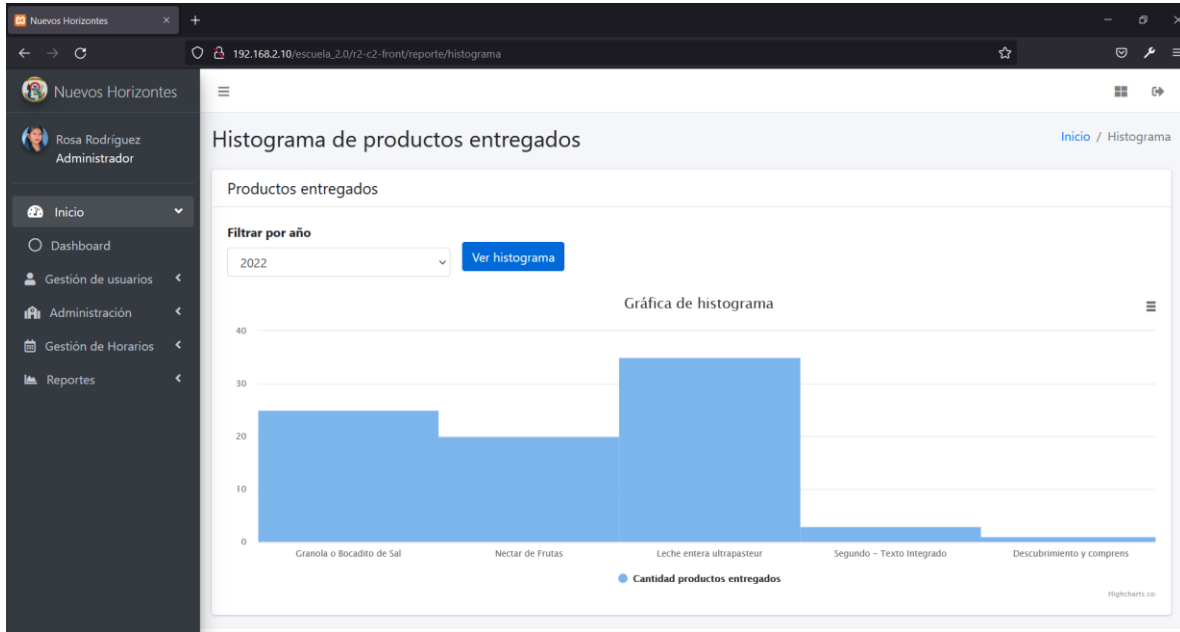 Nuevos Horizontes
192.168.2.10/escuela_2.0/r2-c2-front/reporte/histograma
Nuevos Horizontes
Rosa Rodríguez
Administrador
Inicio
Dashboard
Gestión de usuarios
Administración
Gestión de Horarios
Reportes
Histograma de productos entregados
Inicio / Histograma
Productos entregados
Filtrar por año
2022
Ver histograma
Gráfica de histograma
40
30
20
10
0
Granola o Bocadito de Sal
Nectar de Frutas
Leche entera ultrapasteur
Segundo – Texto Integrado
Descubrimiento y comprens
Cantidad productos entregados
Highcharts.co